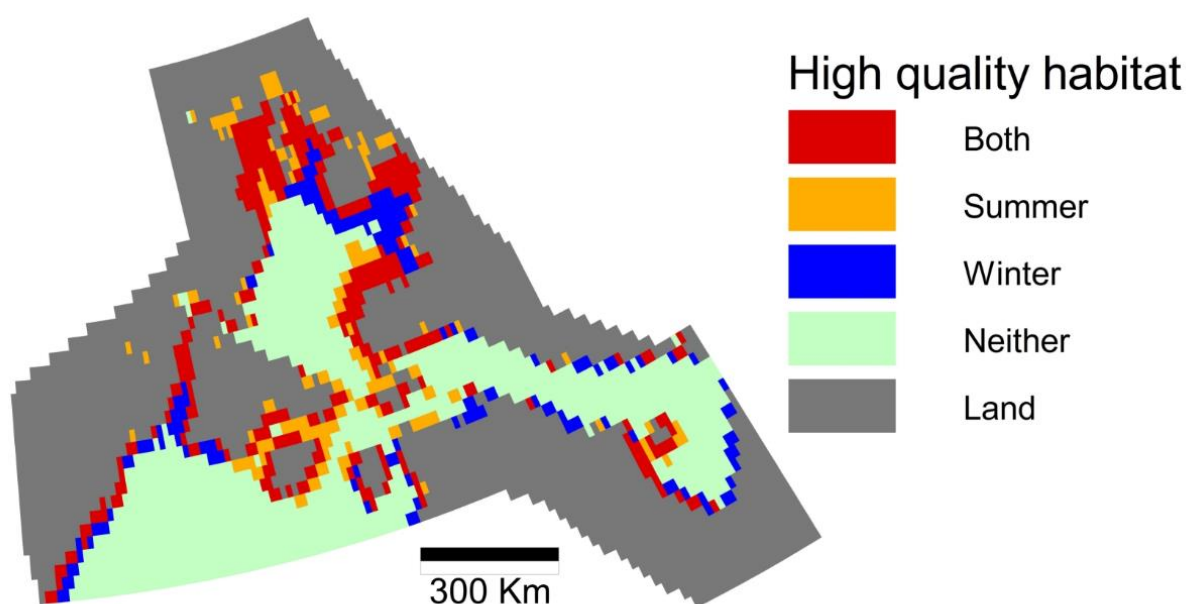 High quality habitat
Both
Summer
Winter
Neither
Land
300 Km